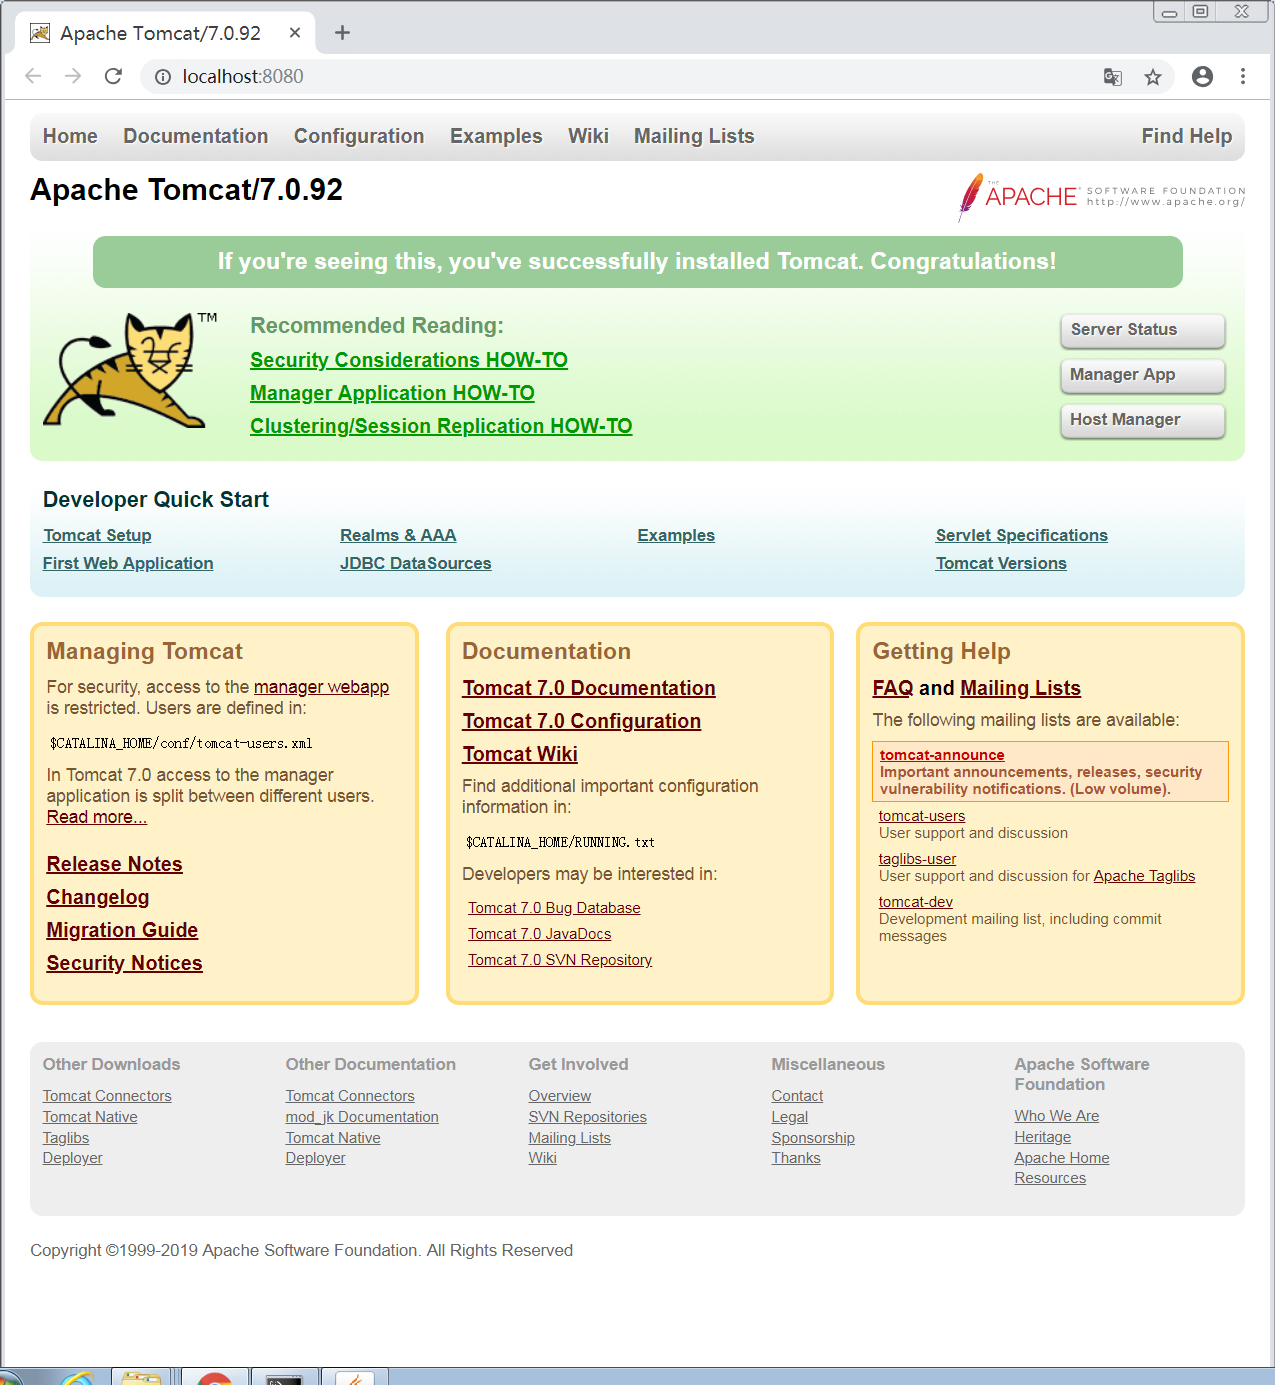 Apache Tomcat/7.0.92
localhost:8080
Home Documentation Configuration Examples Wiki Mailing Lists Find Help
Apache Tomcat/7.0.92
THE APACHE® SOFTWARE FOUNDATION
http://www.apache.org/
If you're seeing this, you've successfully installed Tomcat. Congratulations!
TM
Recommended Reading:
Security Considerations HOW-TO
Manager Application HOW-TO
Clustering/Session Replication HOW-TO
Server Status
Manager App
Host Manager
Developer Quick Start
Tomcat Setup
First Web Application
Realms & AAA
JDBC DataSources
Examples
Servlet Specifications
Tomcat Versions
Managing Tomcat
For security, access to the manager webapp
is restricted. Users are defined in:
$CATALINA_HOME/conf/tomcat-users.xml
In Tomcat 7.0 access to the manager
application is split between different users.
Read more...
Release Notes
Changelog
Migration Guide
Security Notices
Documentation
Tomcat 7.0 Documentation
Tomcat 7.0 Configuration
Tomcat Wiki
Find additional important configuration
information in:
$CATALINA_HOME/RUNNING.txt
Developers may be interested in:
Tomcat 7.0 Bug Database
Tomcat 7.0 JavaDocs
Tomcat 7.0 SVN Repository
Getting Help
FAQ and Mailing Lists
The following mailing lists are available:
tomcat-announce
Important announcements, releases, security
vulnerability notifications. (Low volume).
tomcat-users
User support and discussion
taglibs-user
User support and discussion for Apache Taglibs
tomcat-dev
Development mailing list, including commit
messages
Other Downloads
Tomcat Connectors
Tomcat Native
Taglibs
Deployer
Other Documentation
Tomcat Connectors
mod_jk Documentation
Tomcat Native
Deployer
Get Involved
Overview
SVN Repositories
Mailing Lists
Wiki
Miscellaneous
Contact
Legal
Sponsorship
Thanks
Apache Software
Foundation
Who We Are
Heritage
Apache Home
Resources
Copyright ©1999-2019 Apache Software Foundation. All Rights Reserved